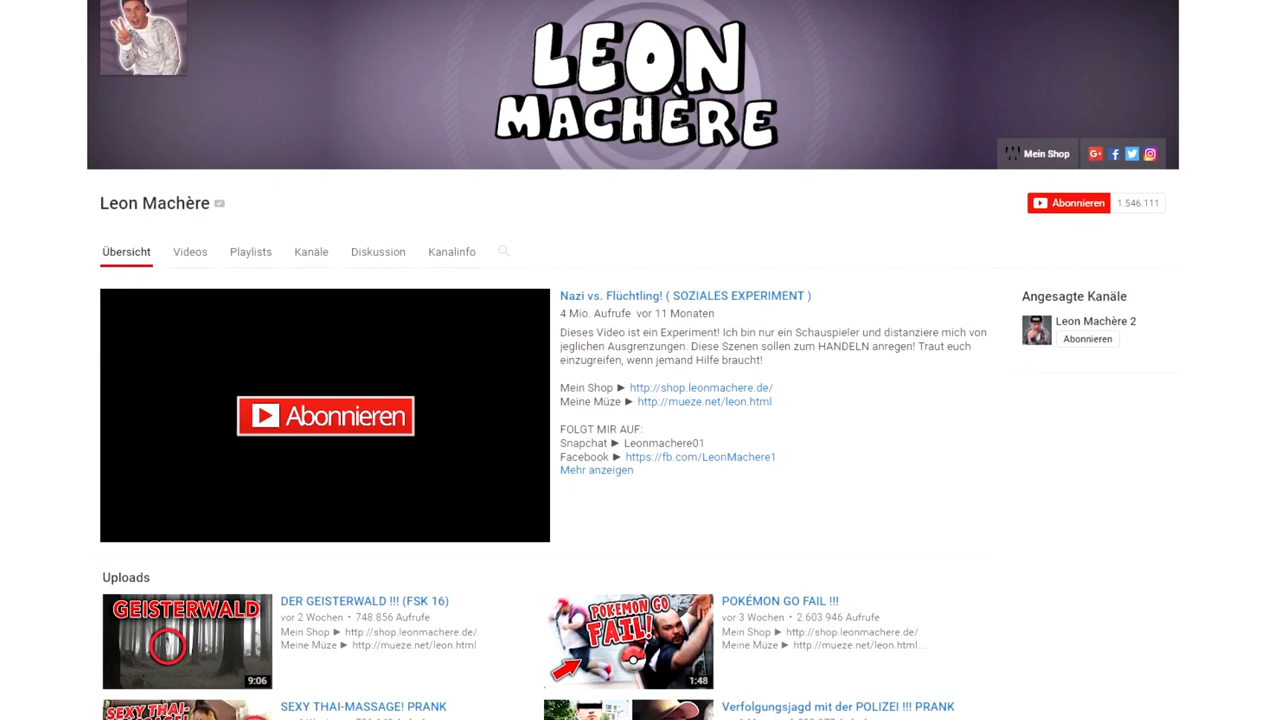 LEON
MACHÈRE
Mein Shop
Leon Machère
Abonnieren 1.546.111
Übersicht Videos Playlists Kanäle Diskussion Kanalinfo
Nazi vs. Flüchtling! ( SOZIALES EXPERIMENT )
4 Mio. Aufrufe vor 11 Monaten
Dieses Video ist ein Experiment! Ich bin nur ein Schauspieler und distanziere mich von
jeglichen Ausgrenzungen. Diese Szenen sollen zum HANDELN anregen! Traut euch
einzugreifen, wenn jemand Hilfe braucht!
Mein Shop ► http://shop.leonmachere.de/
Meine Müze ► http://mueze.net/leon.html
FOLGT MIR AUF:
Snapchat ► Leonmachere01
Facebook ► https://fb.com/LeonMachere1
Mehr anzeigen
Abonnieren
Angesagte Kanäle
Leon Machère 2
Abonnieren
Uploads
GEISTERWALD
9:06
DER GEISTERWALD !!! (FSK 16)
vor 2 Wochen • 748.856 Aufrufe
Mein Shop ► http://shop.leonmachere.de/
Meine Müze ► http://mueze.net/leon.html
POKEMON GO
FAIL!
1:48
POKÉMON GO FAIL !!!
vor 3 Wochen • 2.603.946 Aufrufe
Mein Shop ► http://shop.leonmachere.de/
Meine Müze ► http://mueze.net/leon.html...
SEXY THAI-
SEXY THAI-MASSAGE! PRANK
Verfolgungsjagd mit der POLIZEI !!! PRANK